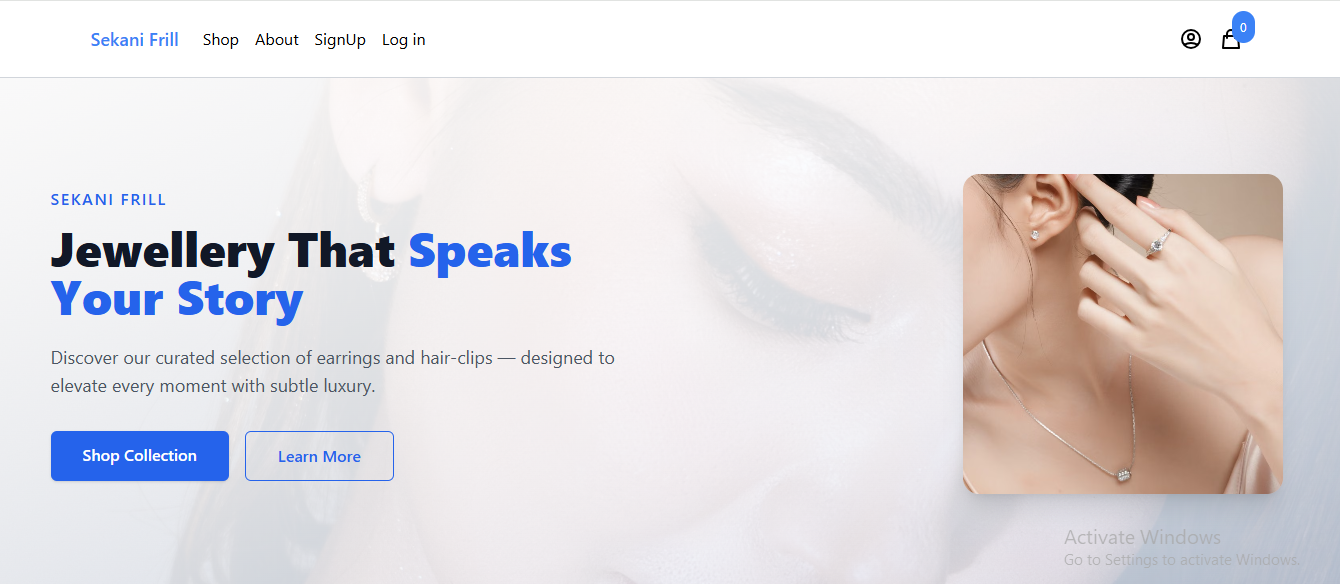 Sekani Frill Shop About SignUp Log in 0
SEKANI FRILL
Jewellery That Speaks
Your Story
Discover our curated selection of earrings and hair-clips — designed to
elevate every moment with subtle luxury.
Shop Collection Learn More
Activate Windows
Go to Settings to activate Windows.